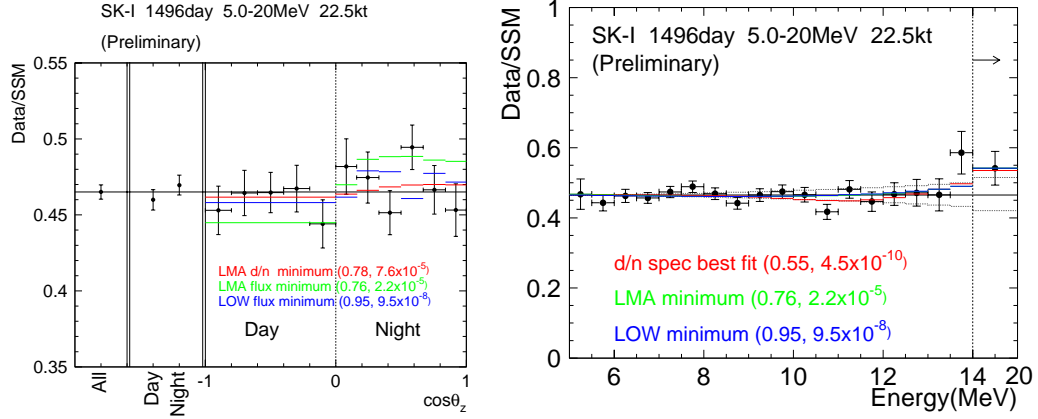 SK-I 1496day 5.0-20MeV 22.5kt
(Preliminary)
Data/SSM
0.55
0.5
0.45
0.4
0.35
LMA d/n minimum (0.78, 7.6x10^-5)
LMA flux minimum (0.76, 2.2x10^-5)
LOW flux minimum (0.95, 9.5x10^-8)
Day
Night
All
Day
Night
-1
0
1
cosθz
SK-I 1496day 5.0-20MeV 22.5kt
(Preliminary)
Data/SSM
1
0.8
0.6
0.4
0.2
0
d/n spec best fit (0.55, 4.5x10^-10)
LMA minimum (0.76, 2.2x10^-5)
LOW minimum (0.95, 9.5x10^-8)
6
8
10
12
14
20
Energy(MeV)